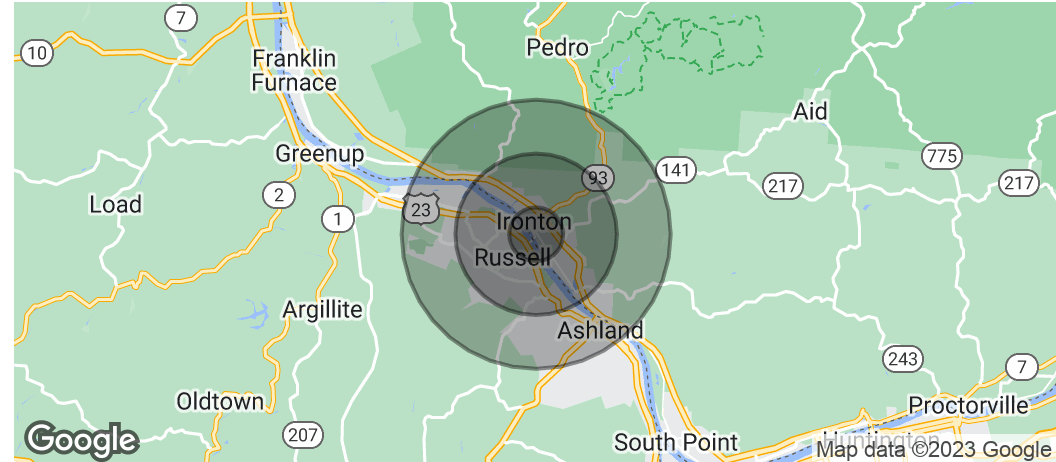 7
10
Pedro
Franklin
Furnace
Aid
775
Greenup
141
93
217
217
2
Load
23
1
Ironton
Russell
Argillite
Ashland
243
7
Oldtown
Proctorville
207
Google
South Point
Huntington
Map data ©2023 Google